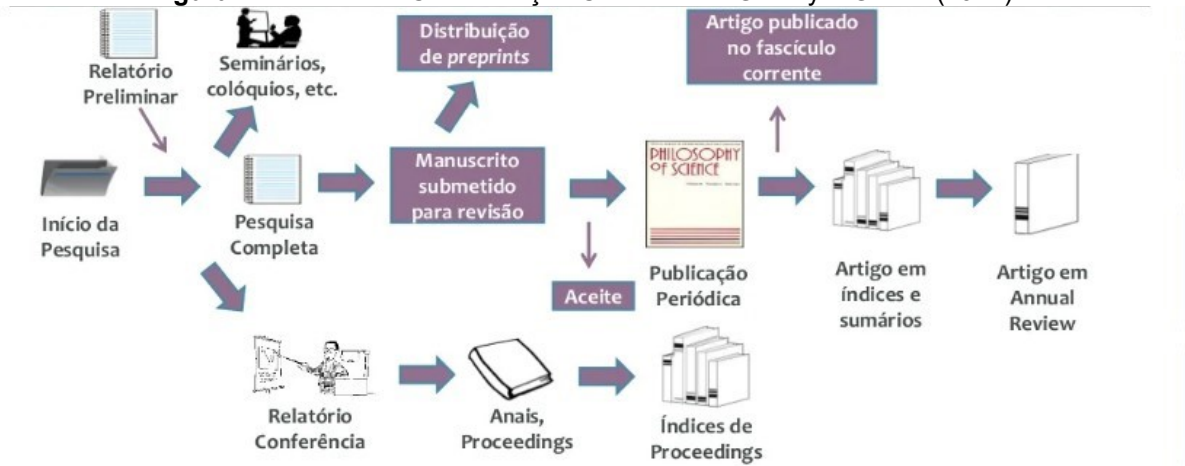 Relatório
Preliminar
Seminários,
colóquios, etc.
Distribuição
de preprints
Artigo publicado
no fascículo
corrente
Início da
Pesquisa
Pesquisa
Completa
Manuscrito
submetido
para revisão
Aceite
PHILOSOPHY
OF SCIENCE
Publicação
Periódica
Artigo em
índices e
sumários
Artigo em
Annual
Review
Relatório
Conferência
Anais,
Proceedings
Índices de
Proceedings